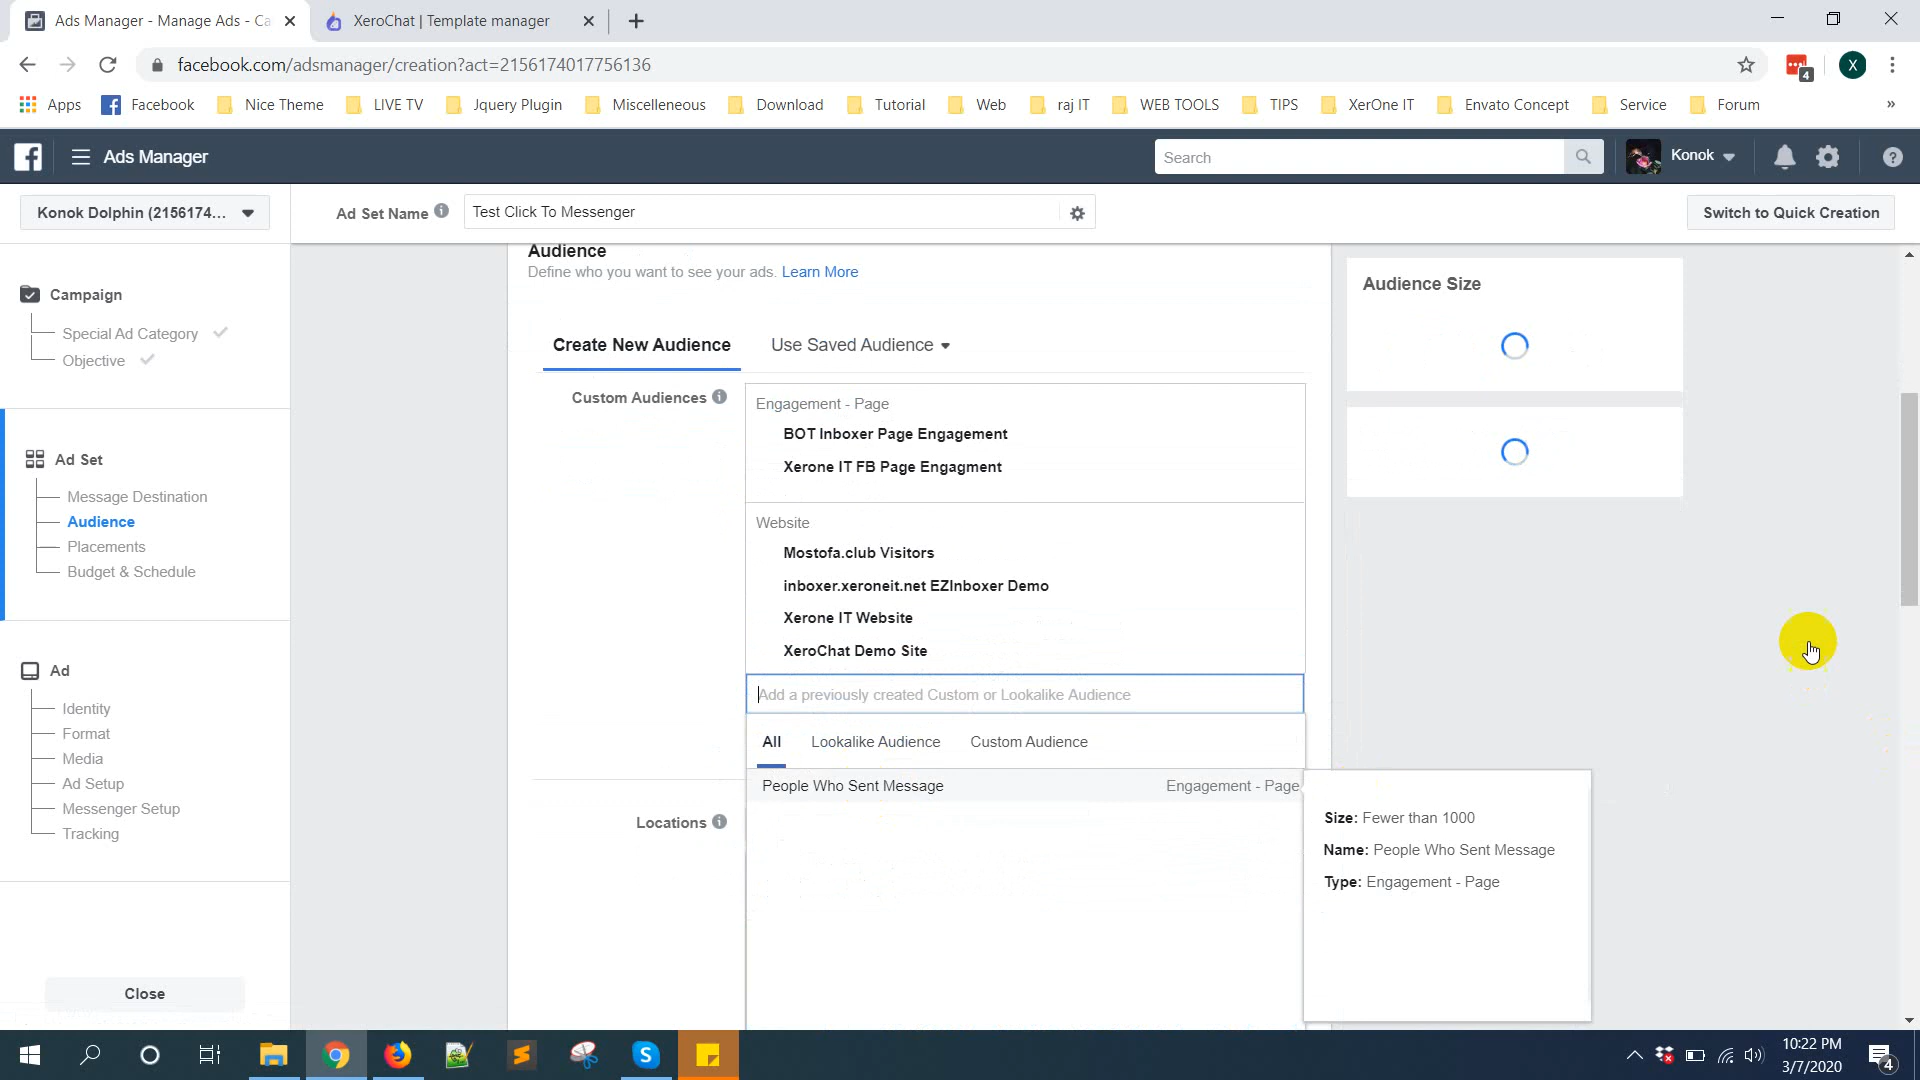 Ads Manager - Manage Ads - Ca
XeroChat | Template manager
facebook.com/adsmanager/creation?act=2156174017756136
4
X
Apps
Facebook
Nice Theme
LIVE TV
Jquery Plugin
Miscelleneous
Download
Tutorial
Web
raj IT
WEB TOOLS
TIPS
XerOne IT
Envato Concept
Service
Forum
»
Ads Manager
Search
Konok
Konok Dolphin (2156174...
Ad Set Name
Test Click To Messenger
Switch to Quick Creation
Campaign
Special Ad Category
Objective
Ad Set
Message Destination
Audience
Placements
Budget & Schedule
Ad
Identity
Format
Media
Ad Setup
Messenger Setup
Tracking
Close
Audience
Define who you want to see your ads. Learn More
Create New Audience
Use Saved Audience
Custom Audiences
Engagement - Page
BOT Inboxer Page Engagement
Xerone IT FB Page Engagment
Website
Mostofa.club Visitors
inboxer.xeroneit.net EZInboxer Demo
Xerone IT Website
XeroChat Demo Site
Add a previously created Custom or Lookalike Audience
All
Lookalike Audience
Custom Audience
People Who Sent Message
Engagement - Page
Locations
Size: Fewer than 1000
Name: People Who Sent Message
Type: Engagement - Page
Audience Size
10:22 PM
3/7/2020
4